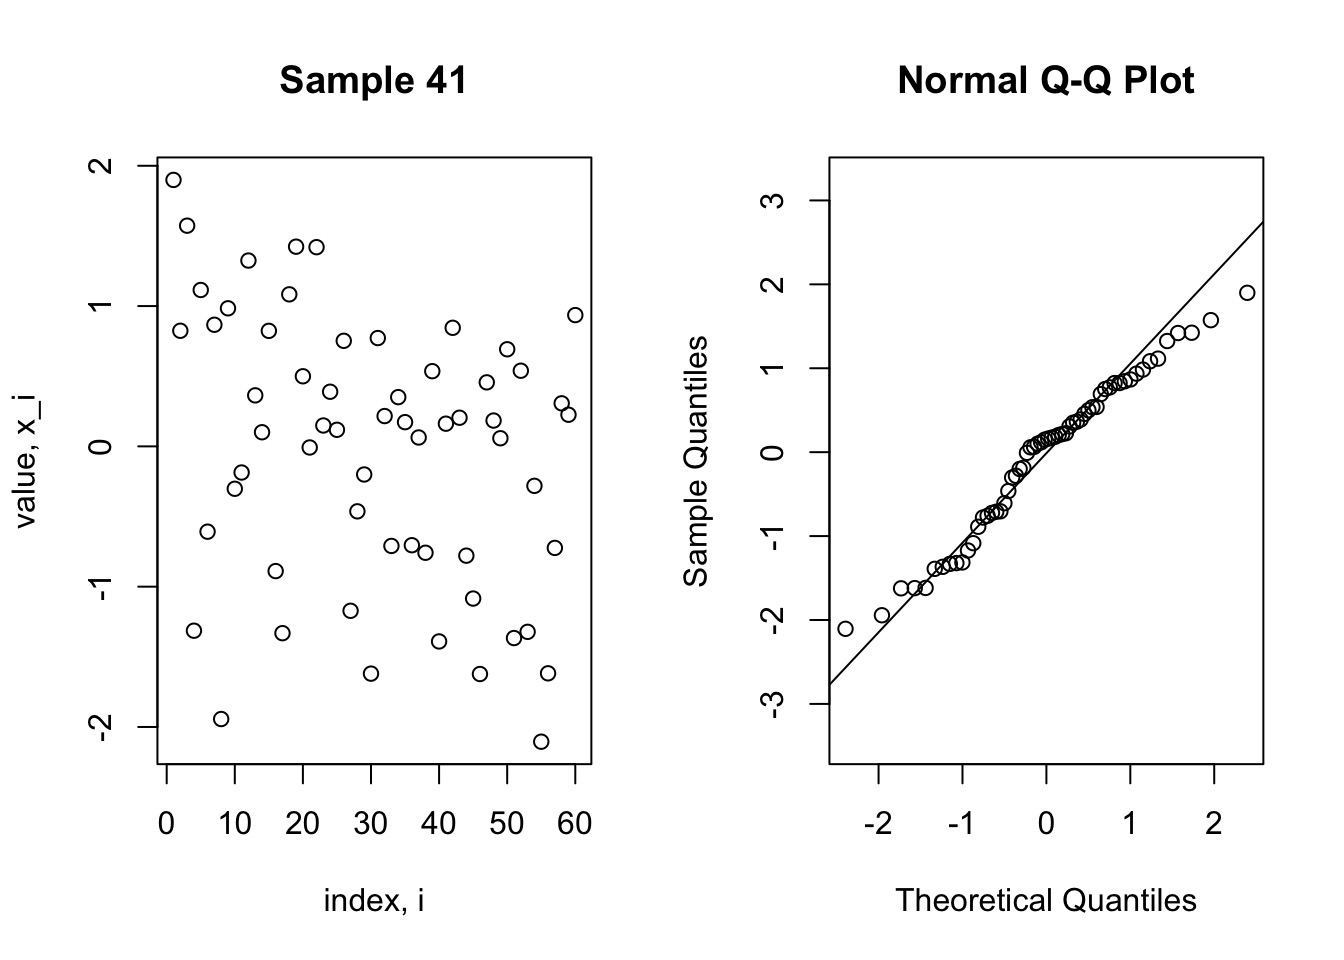 Sample 41
value, x_i
2
1
0
-1
-2
0 10 20 30 40 50 60
index, i
Normal Q-Q Plot
Sample Quantiles
3
2
1
0
-1
-2
-3
-2 -1 0 1 2
Theoretical Quantiles